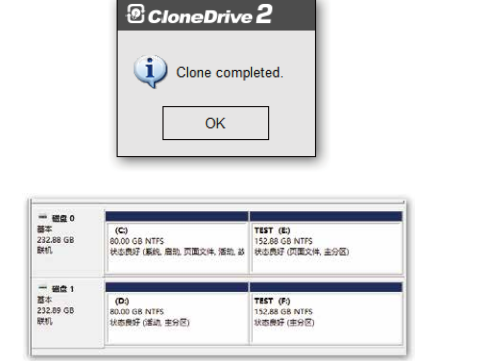 CloneDrive 2
Clone completed.
OK
磁盘 0
基本
232.88 GB
联机
(C:)
80.00 GB NTFS
状态良好 (系统, 启动, 页面文件, 活动, 故
TEST (E:)
152.88 GB NTFS
状态良好 (页面文件, 主分区)
磁盘 1
基本
232.89 GB
联机
(D:)
80.00 GB NTFS
状态良好 (活动, 主分区)
TEST (F:)
152.88 GB NTFS
状态良好 (主分区)